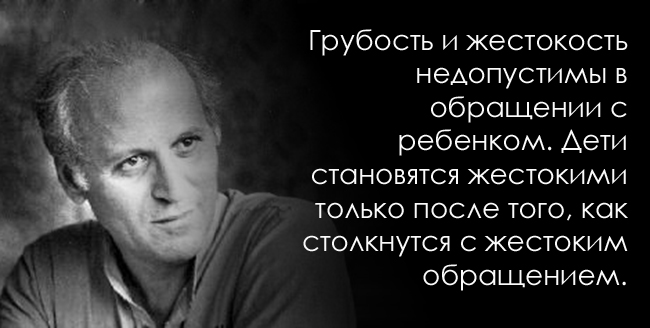 Грубость и жестокость
недопустимы в
обращении с
ребенком. Дети
становятся жестокими
только после того, как
столкнутся с жестоким
обращением.